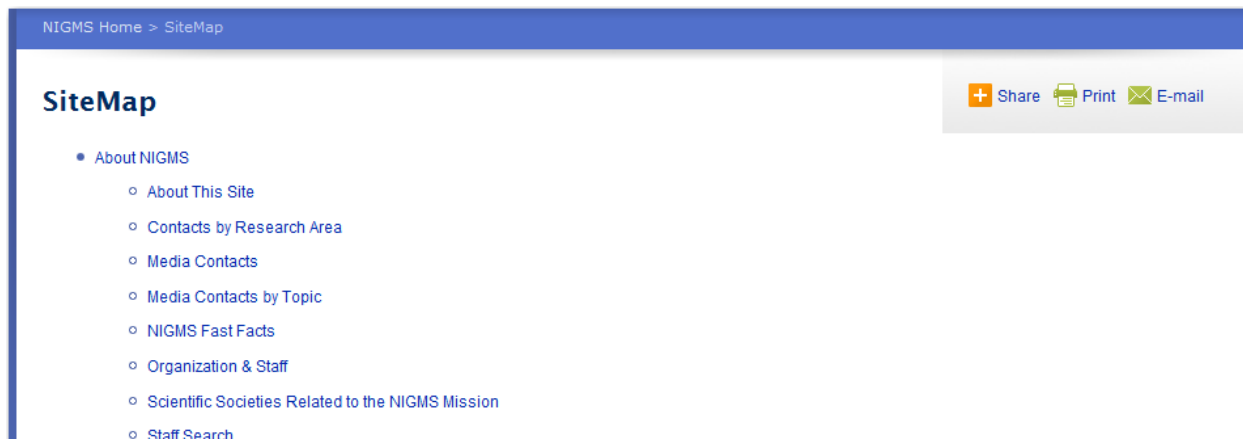 NIGMS Home > SiteMap
SiteMap
Share Print E-mail
About NIGMS
About This Site
Contacts by Research Area
Media Contacts
Media Contacts by Topic
NIGMS Fast Facts
Organization & Staff
Scientific Societies Related to the NIGMS Mission
Staff Search